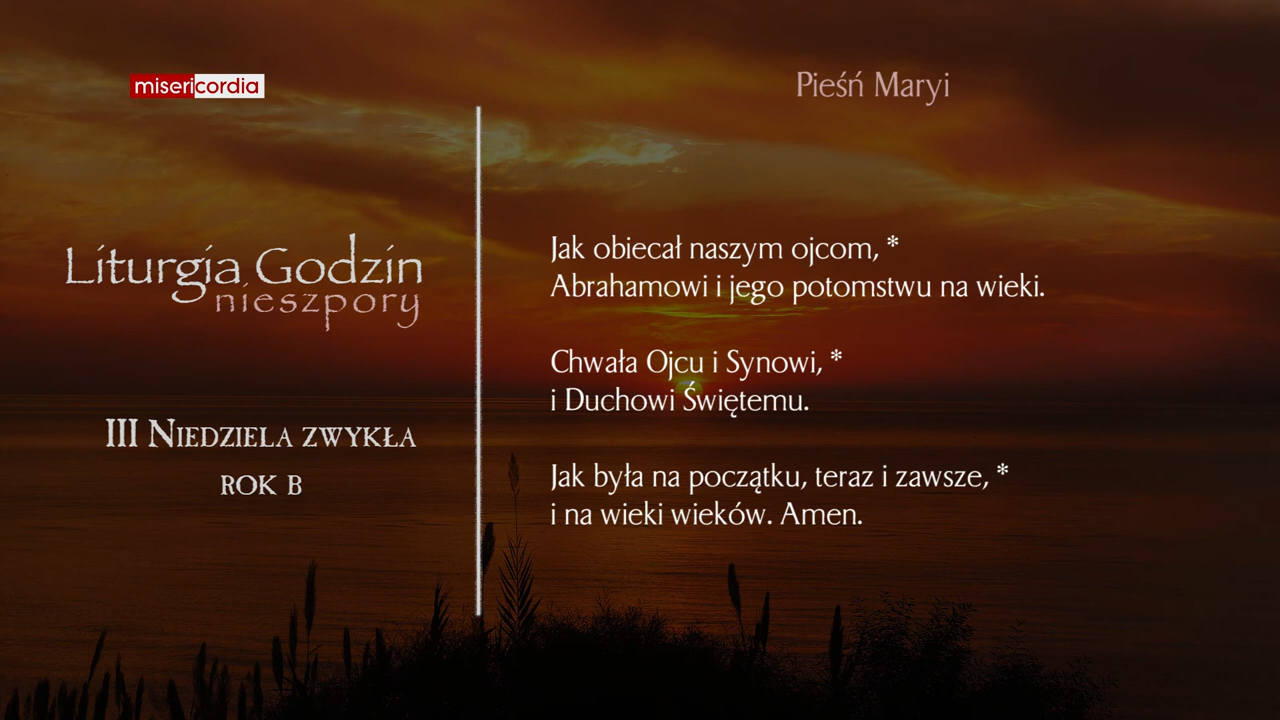 misericordia
Liturgia Godzin
nieszpory
III Niedziela zwykła
rok B
Pieśń Maryi
Jak obiecał naszym ojcom, *
Abrahamowi i jego potomstwu na wieki.
Chwała Ojcu i Synowi, *
i Duchowi Świętemu.
Jak była na początku, teraz i zawsze, *
i na wieki wieków. Amen.